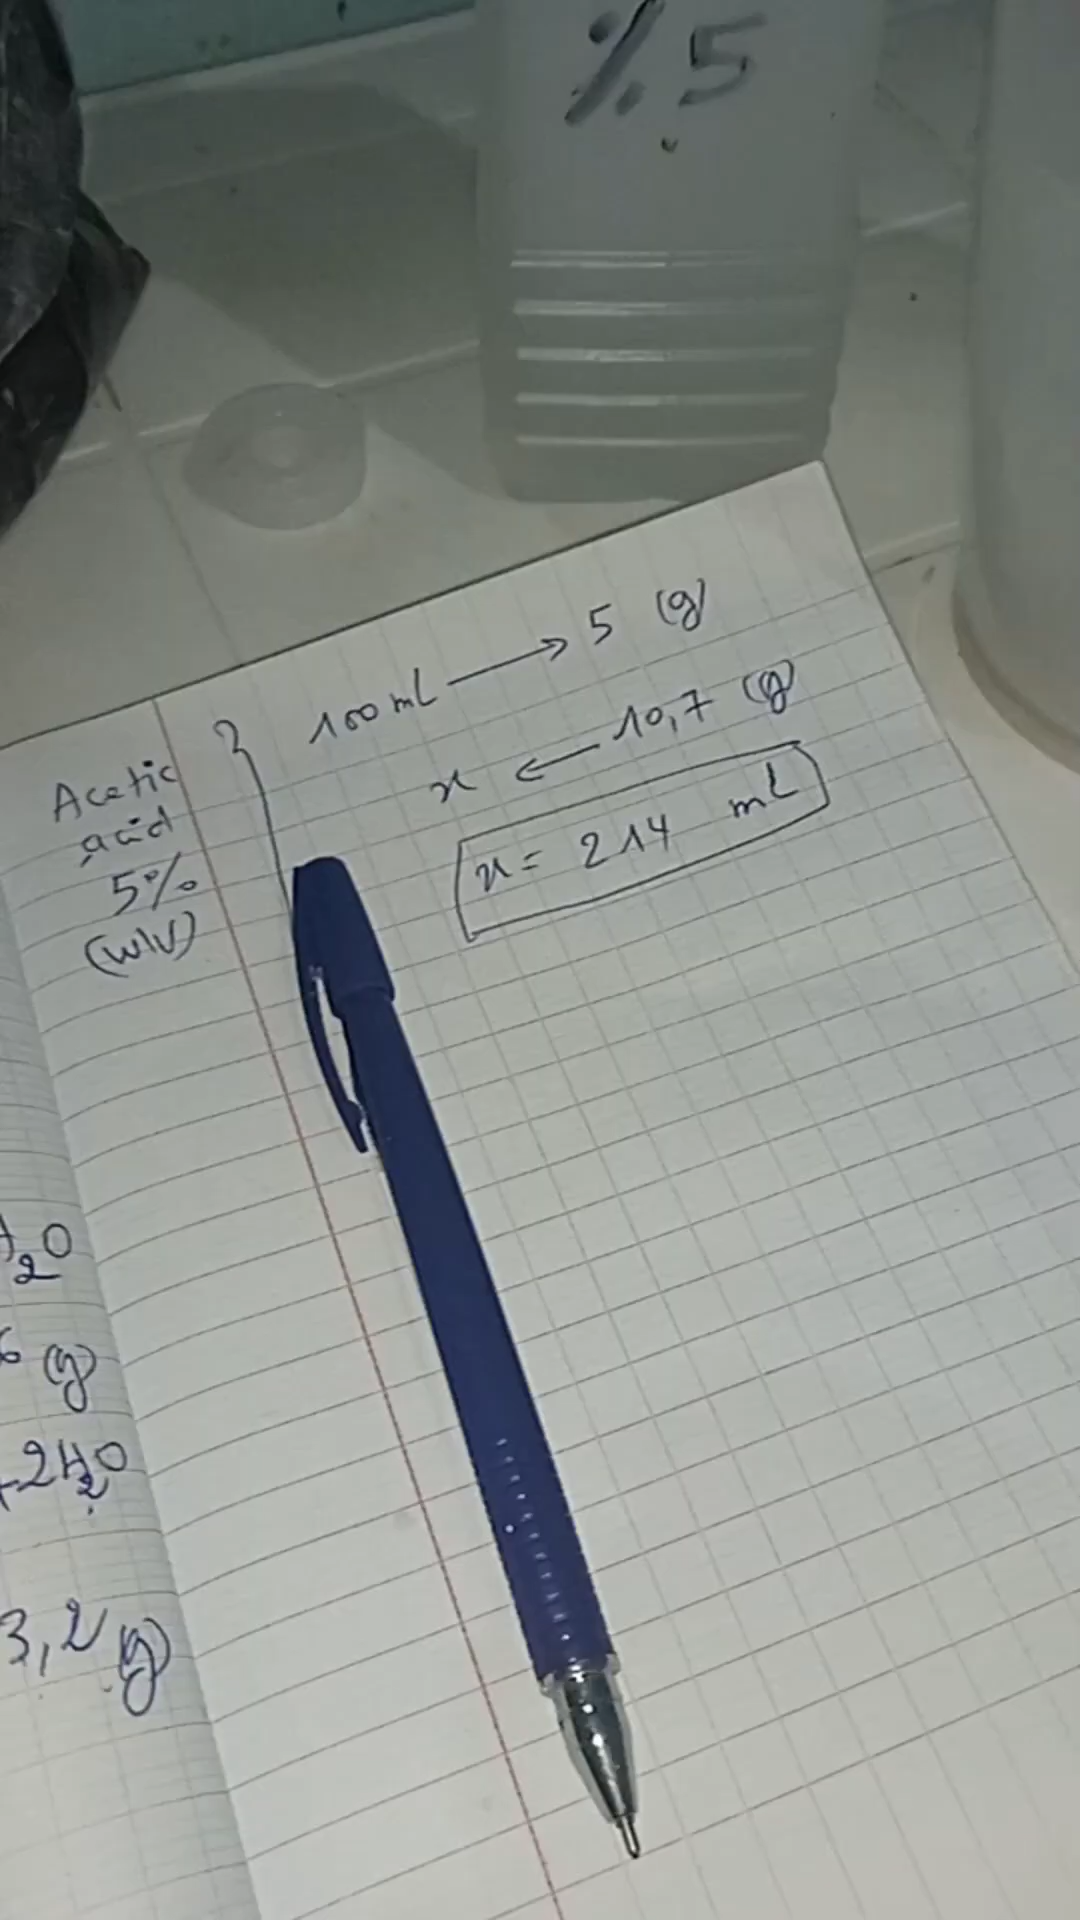 %5
100 mL → 5 (g)
x ← 10,7 (g)
x = 214 mL
Acetic
acid
5%
(w\v)
2O
(g)
+2H2O
3,2 g)